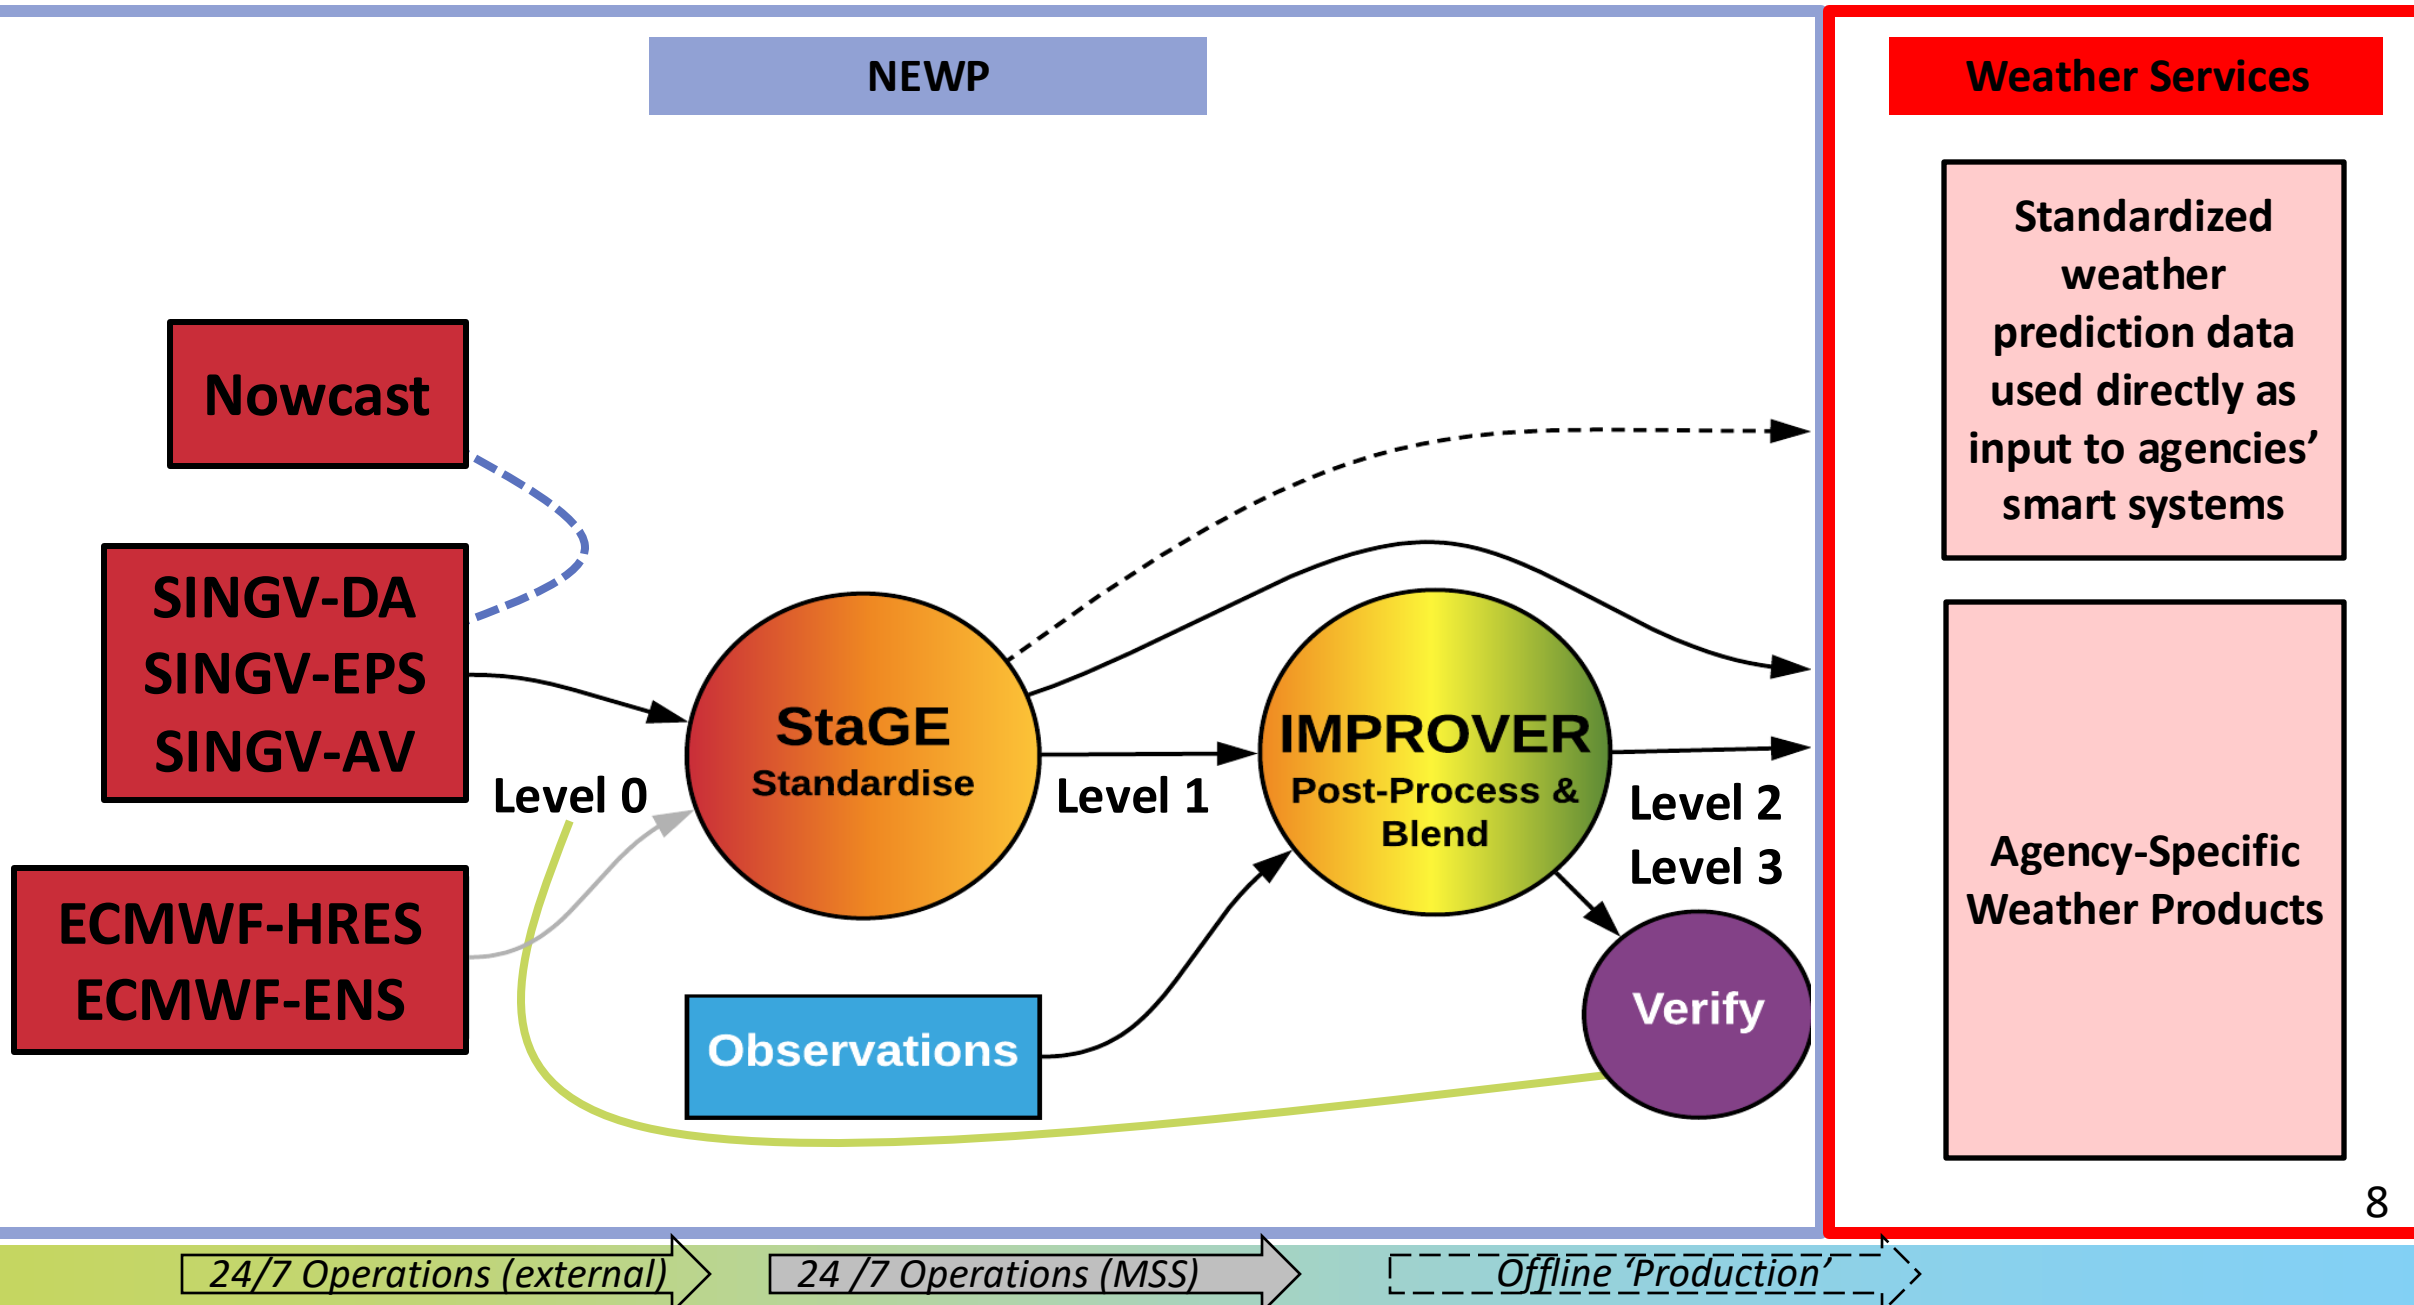 NEWP
Weather Services
Nowcast
SINGV-DA
SINGV-EPS
SINGV-AV
ECMWF-HRES
ECMWF-ENS
Level 0
StaGE
Standardise
Level 1
IMPROVER
Post-Process &
Blend
Level 2
Level 3
Observations
Verify
Standardized
weather
prediction data
used directly as
input to agencies’
smart systems
Agency-Specific
Weather Products
8
24/7 Operations (external)
24 /7 Operations (MSS)
Offline ‘Production’